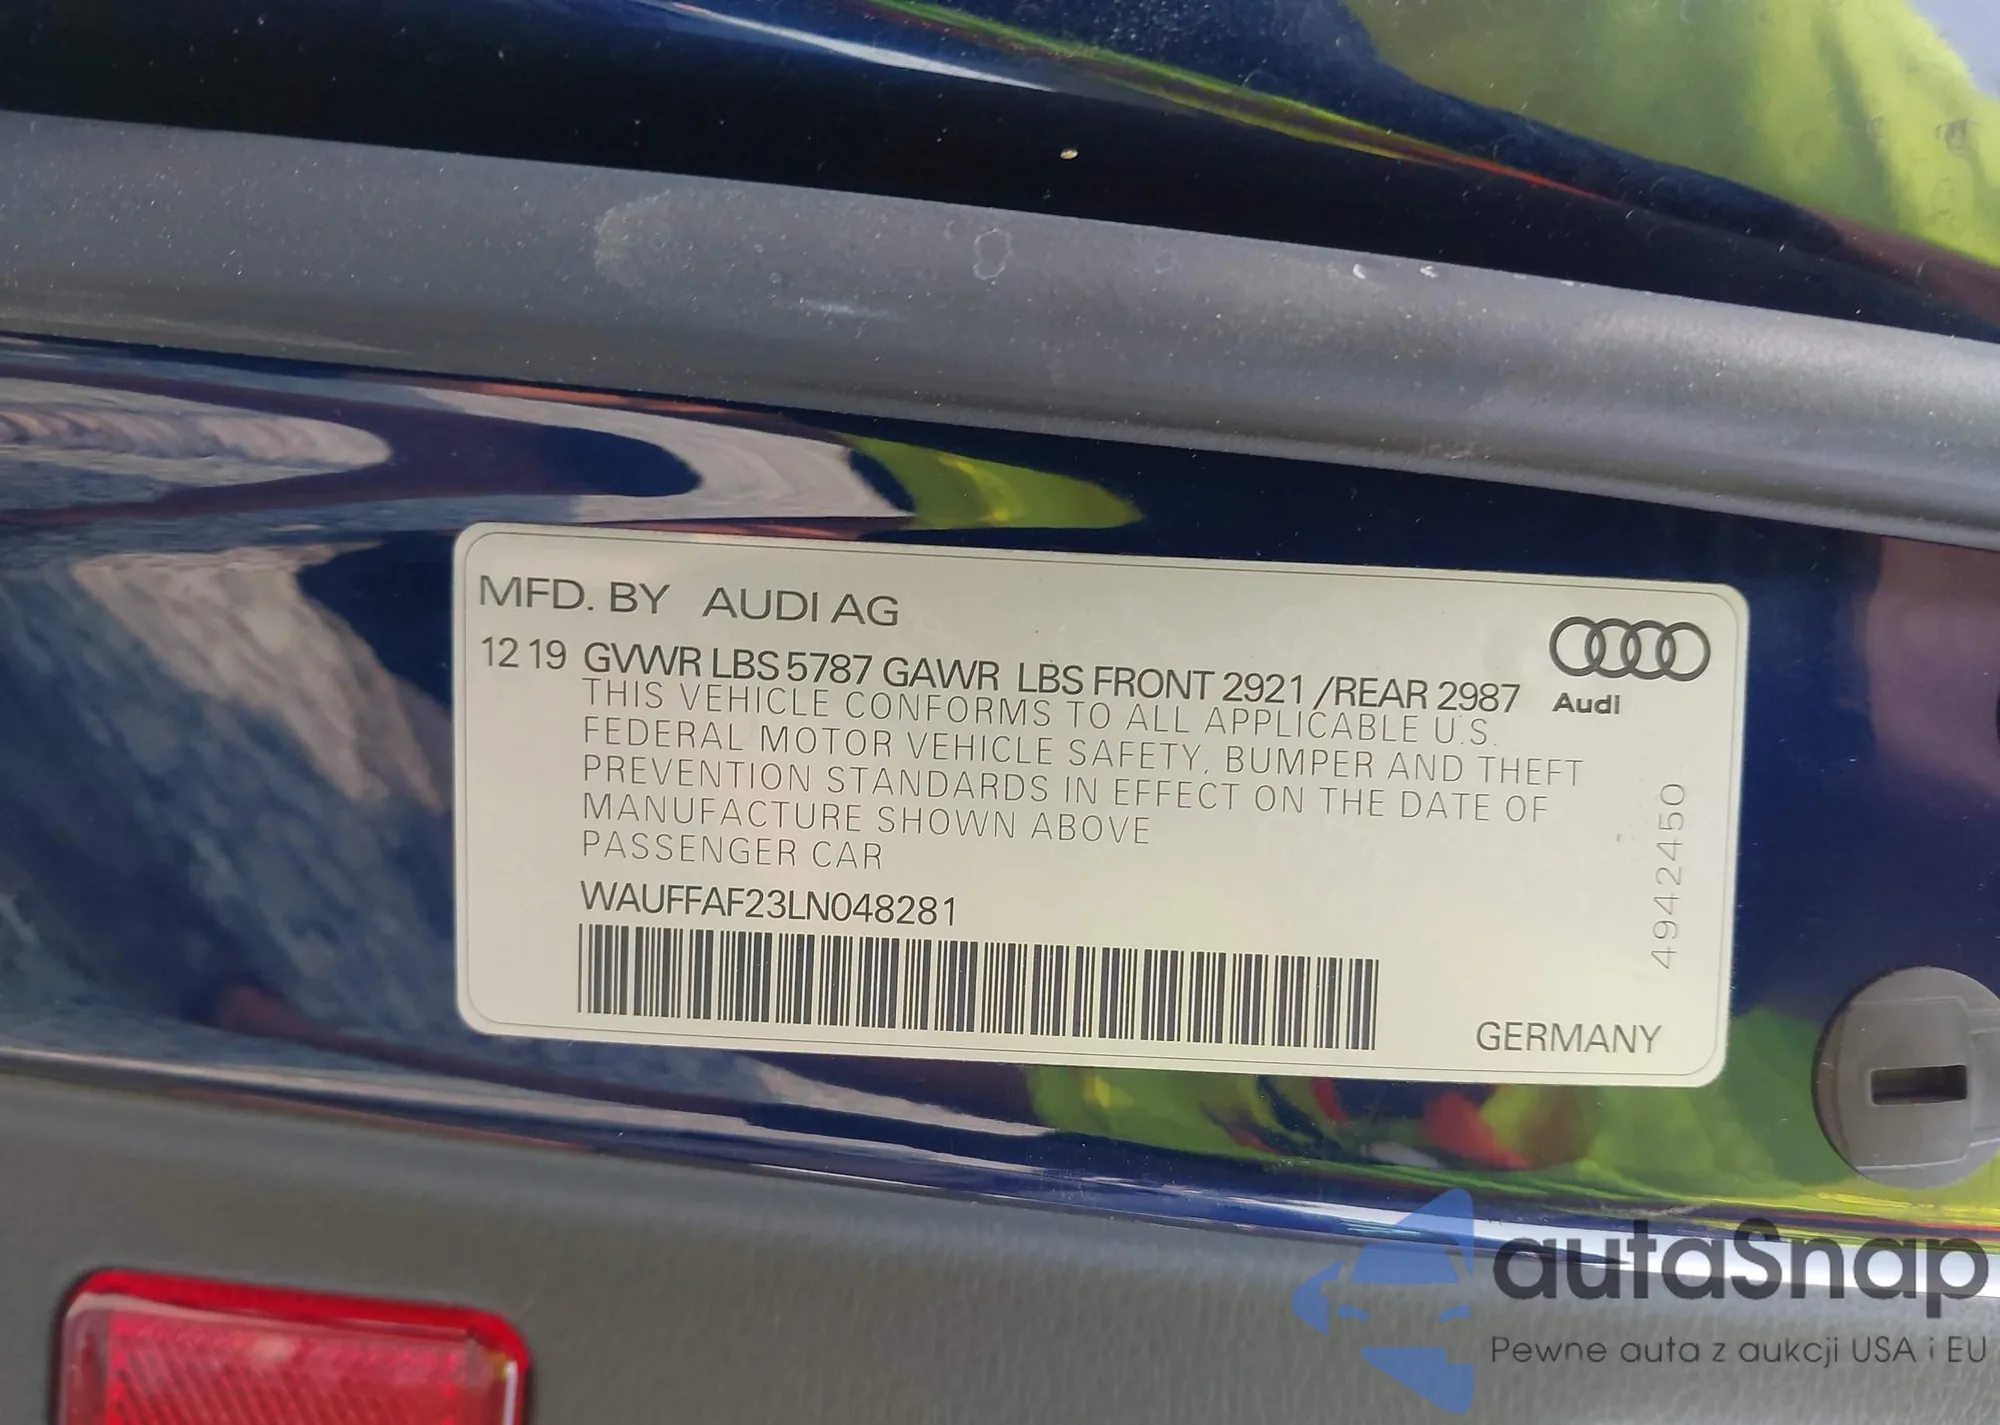 MFD. BY AUDI AG
12 19 GVWR LBS 5787 GAWR LBS FRONT 2921 /REAR 2987
Audi
THIS VEHICLE CONFORMS TO ALL APPLICABLE U.S.
FEDERAL MOTOR VEHICLE SAFETY, BUMPER AND THEFT
PREVENTION STANDARDS IN EFFECT ON THE DATE OF
MANUFACTURE SHOWN ABOVE
PASSENGER CAR
WAUFFAF23LN048281
4942450
GERMANY
autaSnap
Pewne auta z aukcji USA i EU